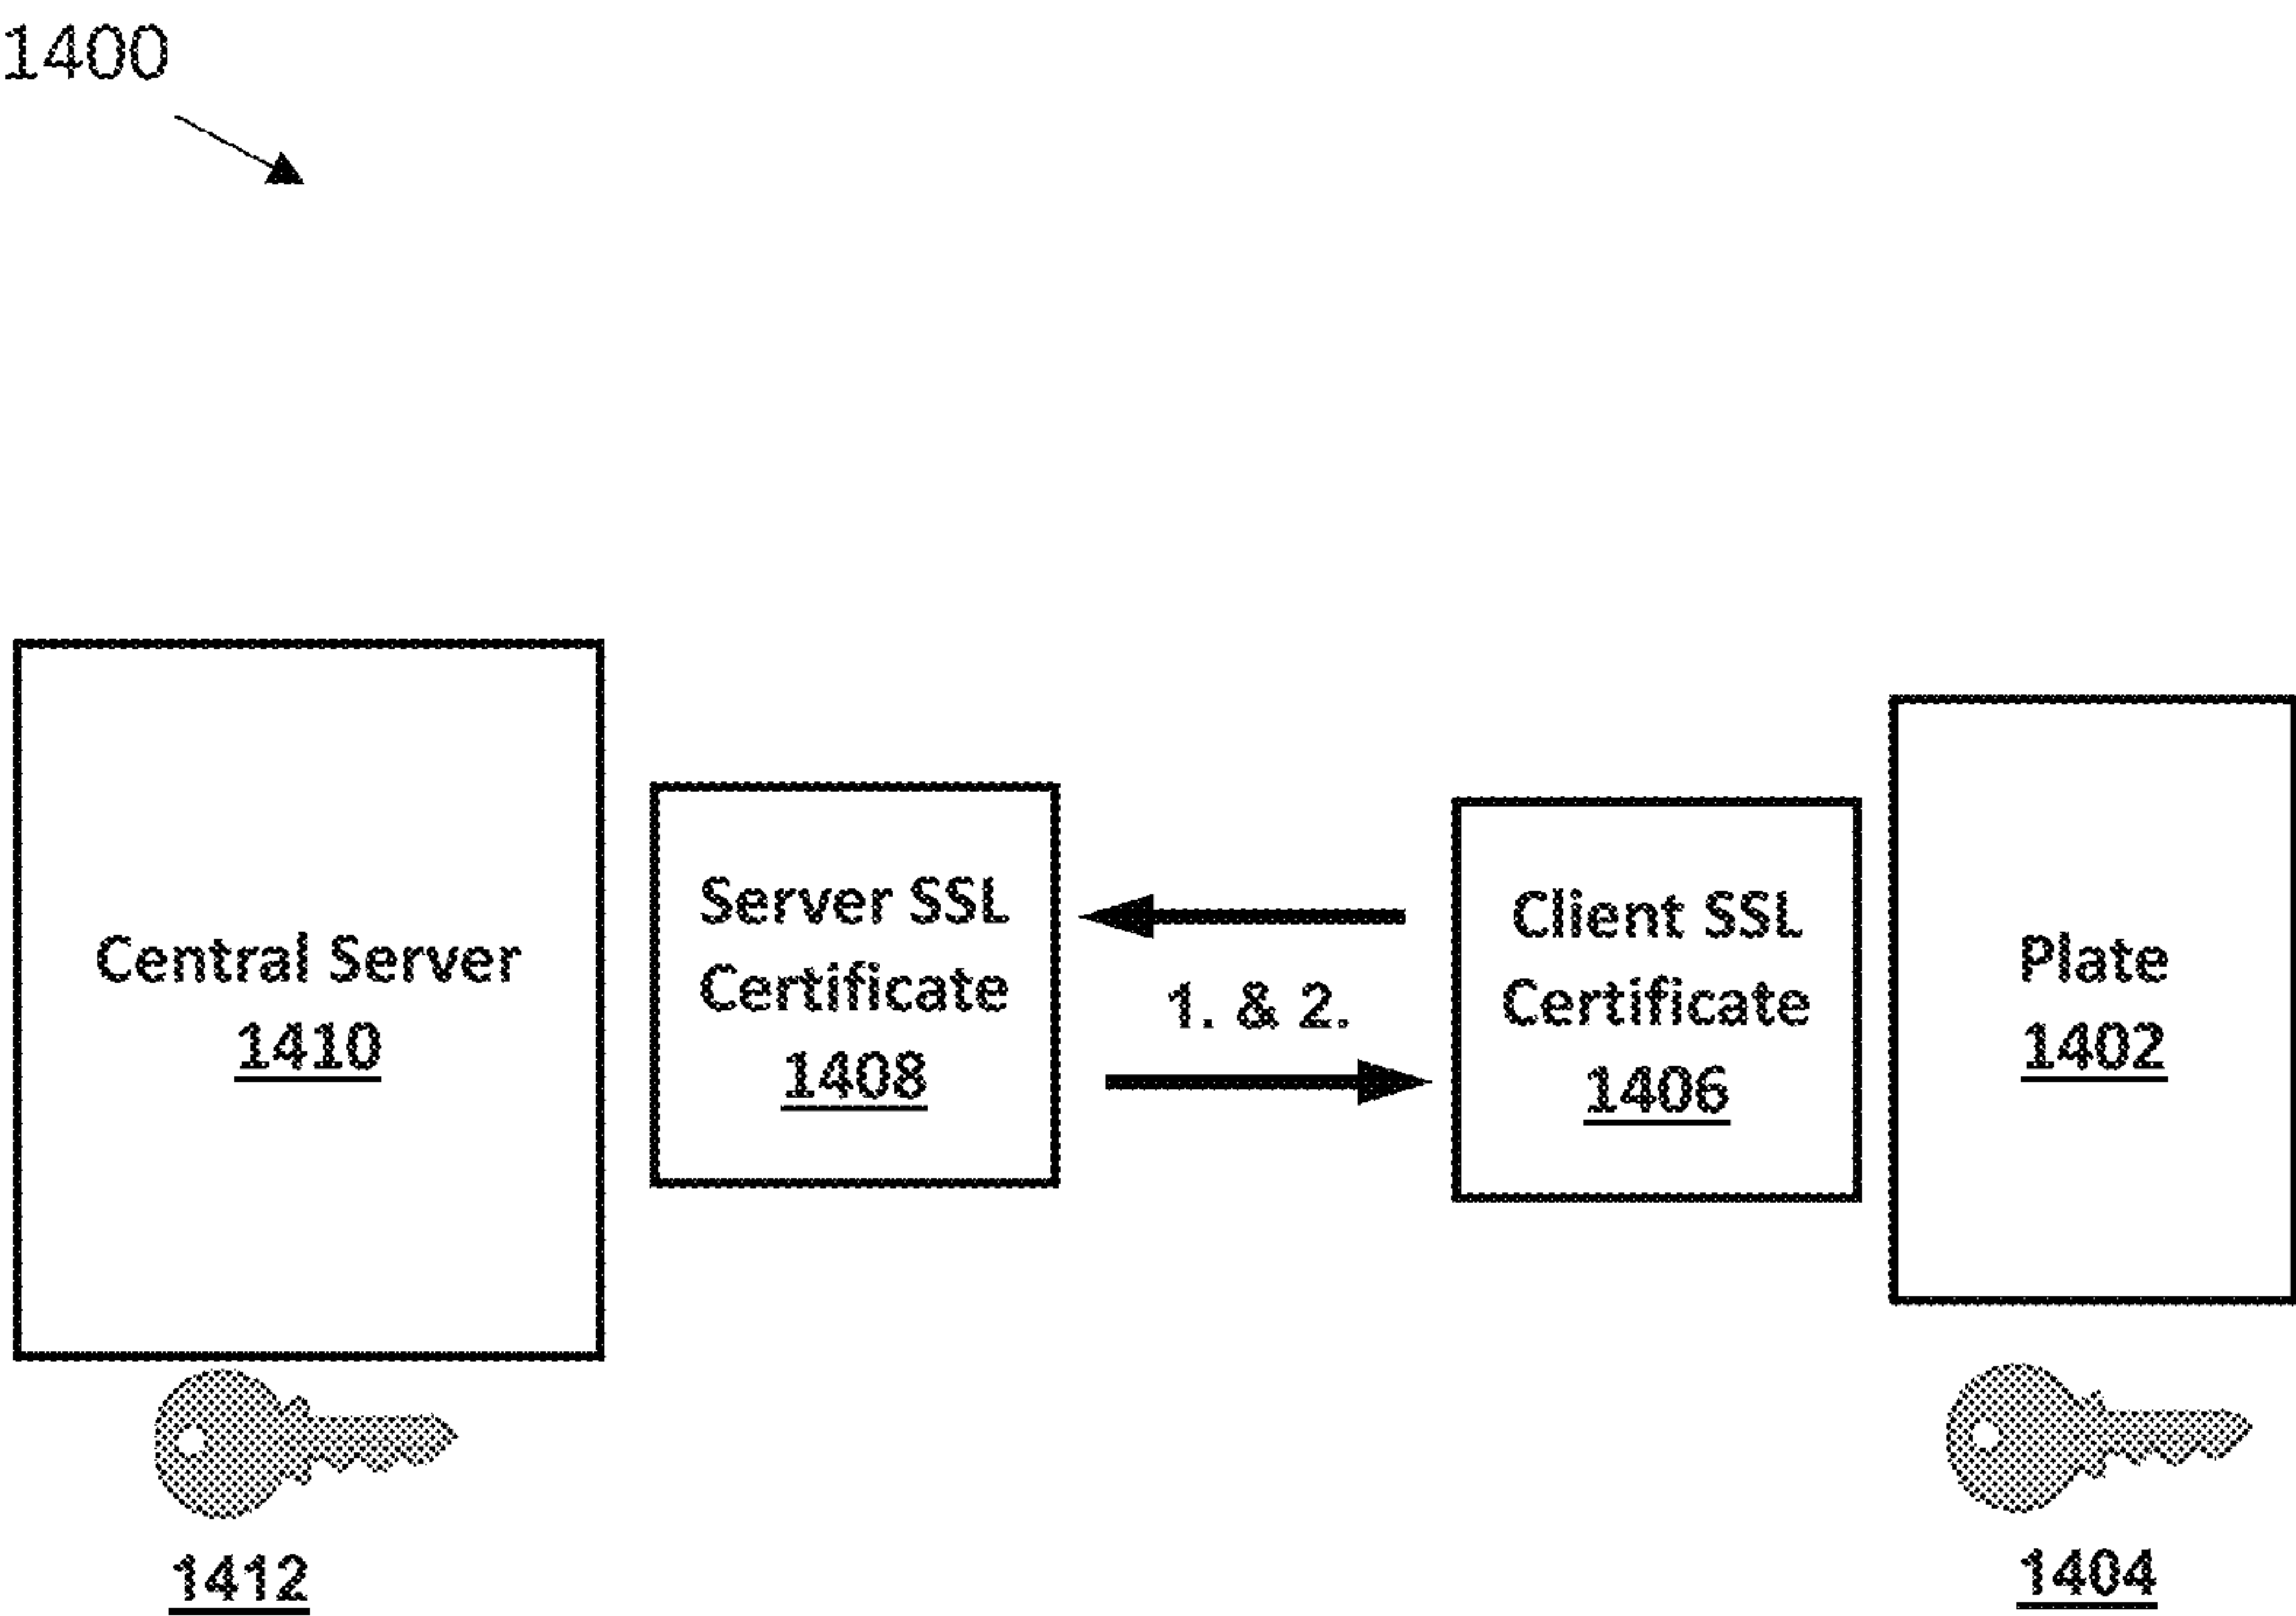 1400
Central Server
1410
Server SSL
Certificate
1408
1. & 2.
Client SSL
Certificate
1406
Plate
1402
1412
1404